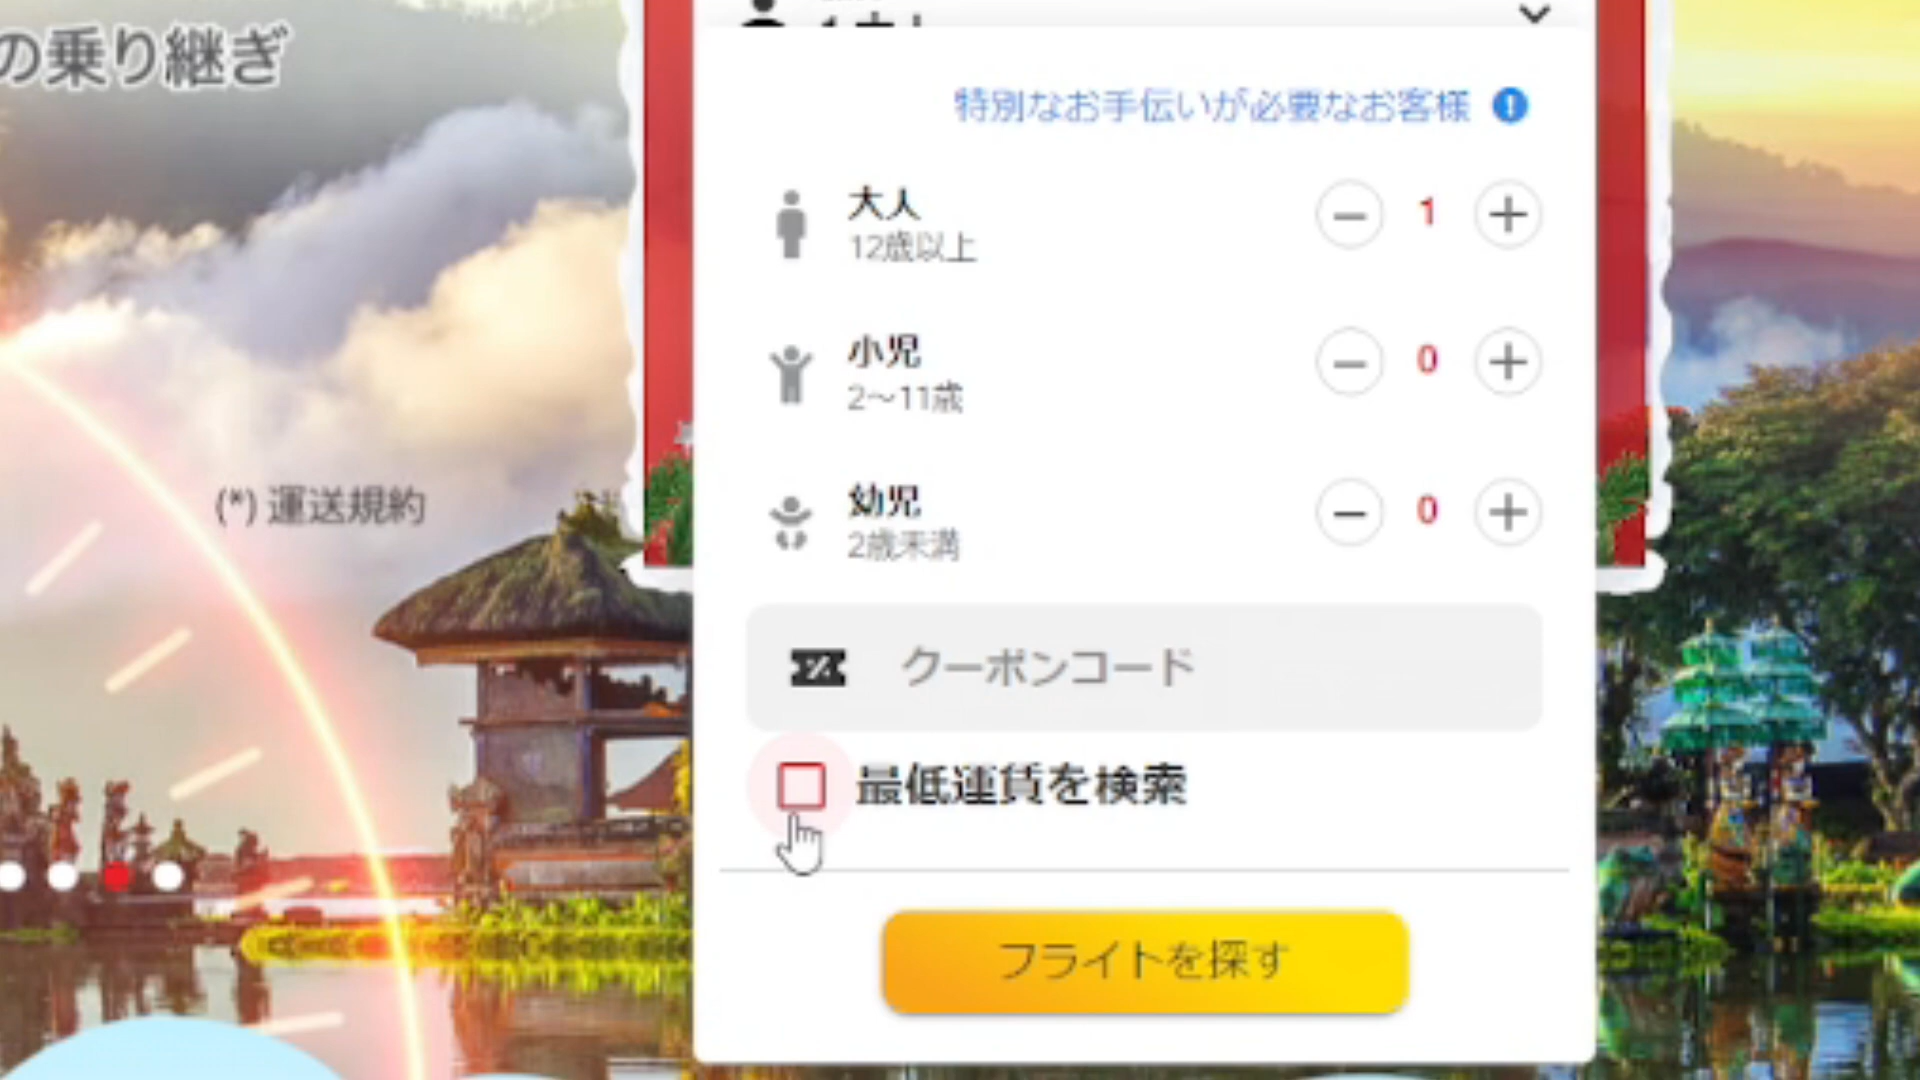 の乗り継ぎ
(*) 運送規約
特別なお手伝いが必要なお客様
大人
12歳以上
1
小児
2〜11歳
0
幼児
2歳未満
0
クーポンコード
最低運賃を検索
フライトを探す